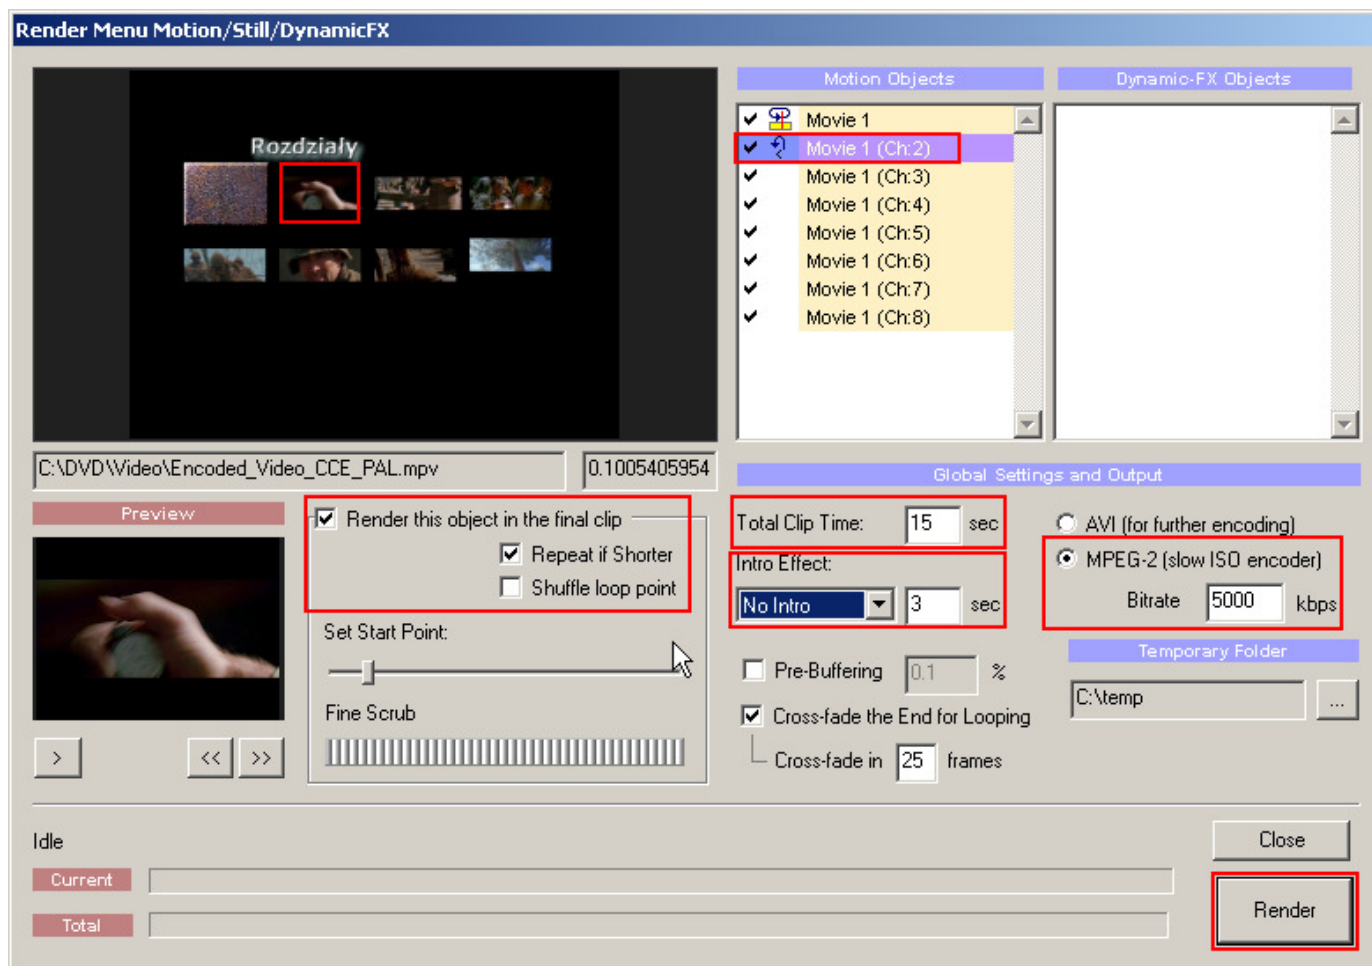 Render Menu Motion/Still/DynamicFX
Rozdziały
Motion Objects
Movie 1
Movie 1 (Ch:2)
Movie 1 (Ch:3)
Movie 1 (Ch:4)
Movie 1 (Ch:5)
Movie 1 (Ch:6)
Movie 1 (Ch:7)
Movie 1 (Ch:8)
Dynamic-FX Objects
C:\DVD\Video\Encoded_Video_CCE_PAL.mpv
0.1005405954
Preview
>
<<
>>
Render this object in the final clip
Repeat if Shorter
Shuffle loop point
Set Start Point:
Fine Scrub
Global Settings and Output
Total Clip Time: 15 sec
Intro Effect:
No Intro 3 sec
Pre-Buffering 0.1 %
Cross-fade the End for Looping
Cross-fade in 25 frames
AVI (for further encoding)
MPEG-2 (slow ISO encoder)
Bitrate 5000 kbps
Temporary Folder
C:\temp ...
Idle
Current
Total
Close
Render